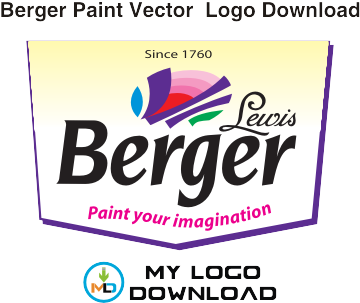 Berger Paint Vector Logo Download
Since 1760
Lewis
Berger
Paint your imagination
MD
MY LOGO
DOWNLOAD